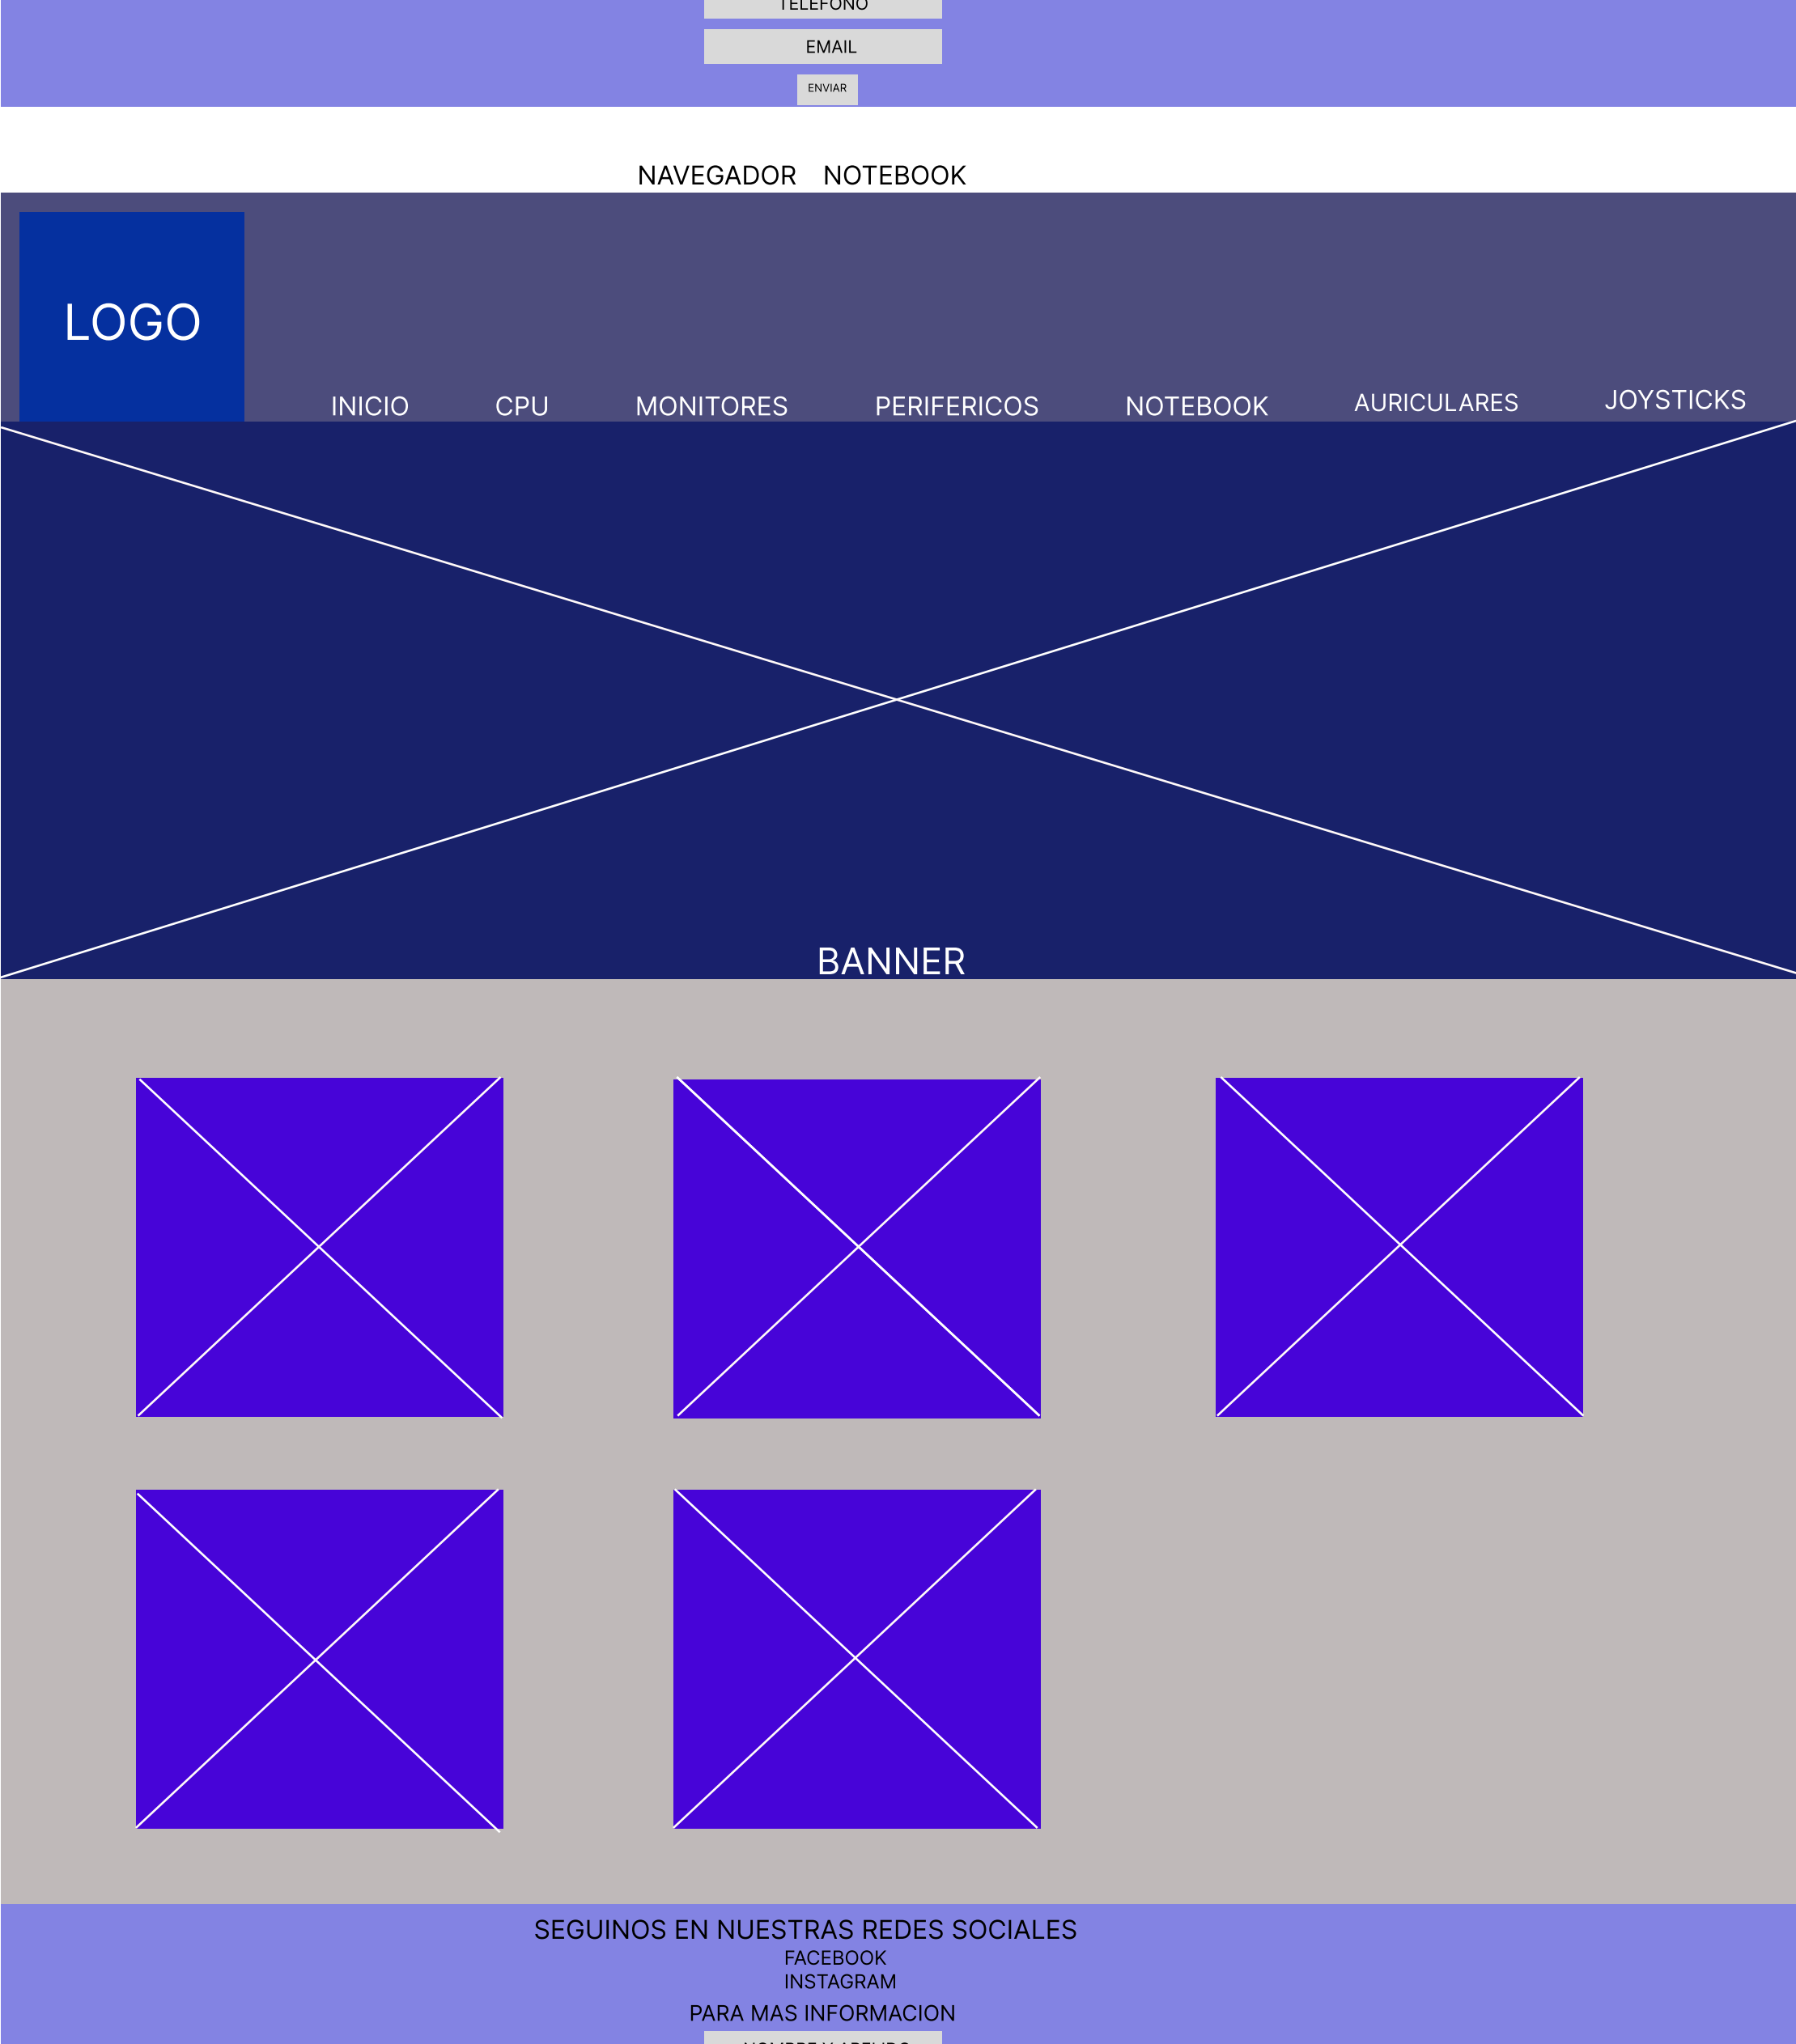 TELEFONO
EMAIL
ENVIAR
NAVEGADOR NOTEBOOK
LOGO
INICIO CPU MONITORES PERIFERICOS NOTEBOOK AURICULARES JOYSTICKS
BANNER
SEGUINOS EN NUESTRAS REDES SOCIALES
FACEBOOK
INSTAGRAM
PARA MAS INFORMACION